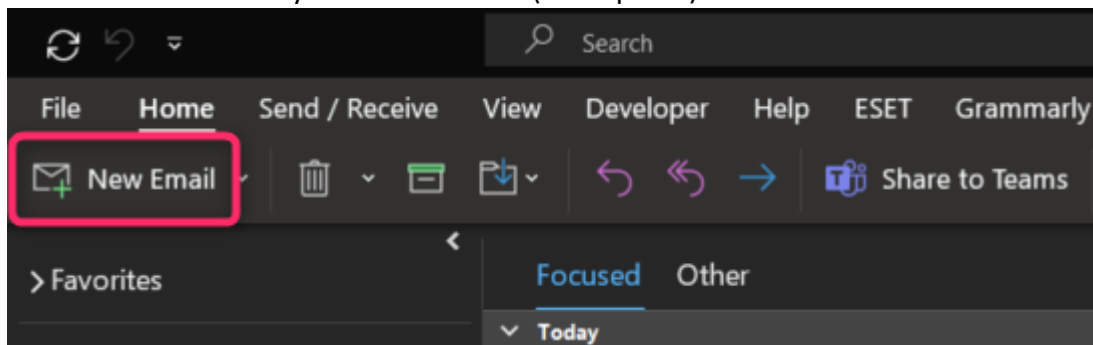 Search
File Home Send / Receive View Developer Help ESET Grammarly
New Email Share to Teams
Favorites
Focused Other
Today